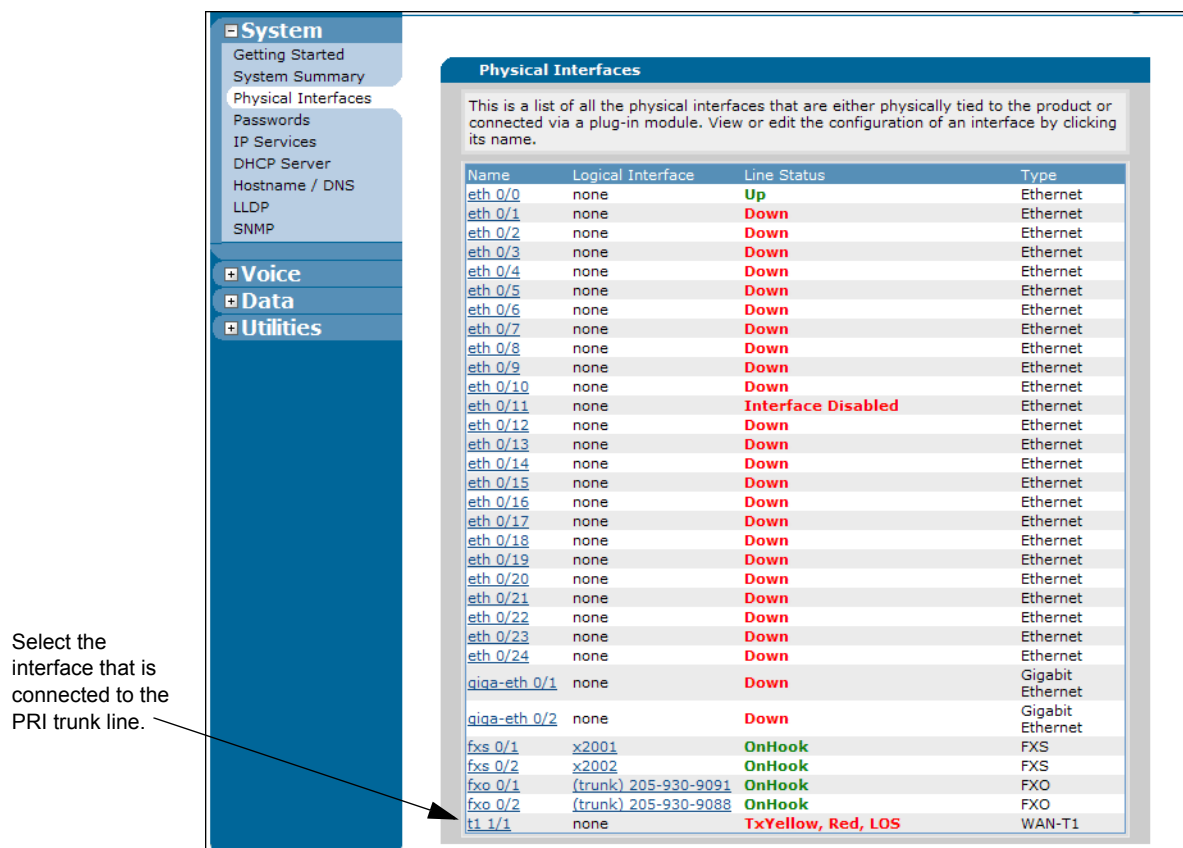 System
Getting Started
System Summary
Physical Interfaces
Passwords
IP Services
DHCP Server
Hostname / DNS
LLDP
SNMP
Voice
Data
Utilities
Physical Interfaces
This is a list of all the physical interfaces that are either physically tied to the product or
connected via a plug-in module. View or edit the configuration of an interface by clicking
its name.
Name Logical Interface Line Status Type
eth 0/0 none Up Ethernet
eth 0/1 none Down Ethernet
eth 0/2 none Down Ethernet
eth 0/3 none Down Ethernet
eth 0/4 none Down Ethernet
eth 0/5 none Down Ethernet
eth 0/6 none Down Ethernet
eth 0/7 none Down Ethernet
eth 0/8 none Down Ethernet
eth 0/9 none Down Ethernet
eth 0/10 none Down Ethernet
eth 0/11 none Interface Disabled Ethernet
eth 0/12 none Down Ethernet
eth 0/13 none Down Ethernet
eth 0/14 none Down Ethernet
eth 0/15 none Down Ethernet
eth 0/16 none Down Ethernet
eth 0/17 none Down Ethernet
eth 0/18 none Down Ethernet
eth 0/19 none Down Ethernet
eth 0/20 none Down Ethernet
eth 0/21 none Down Ethernet
eth 0/22 none Down Ethernet
eth 0/23 none Down Ethernet
eth 0/24 none Down Ethernet
giga-eth 0/1 none Down Gigabit
Ethernet
giga-eth 0/2 none Down Gigabit
Ethernet
fxs 0/1 x2001 OnHook FXS
fxs 0/2 x2002 OnHook FXS
fxo 0/1 (trunk) 205-930-9091 OnHook FXO
fxo 0/2 (trunk) 205-930-9088 OnHook FXO
t1 1/1 none TxYellow, Red, LOS WAN-T1
Select the
interface that is
connected to the
PRI trunk line.